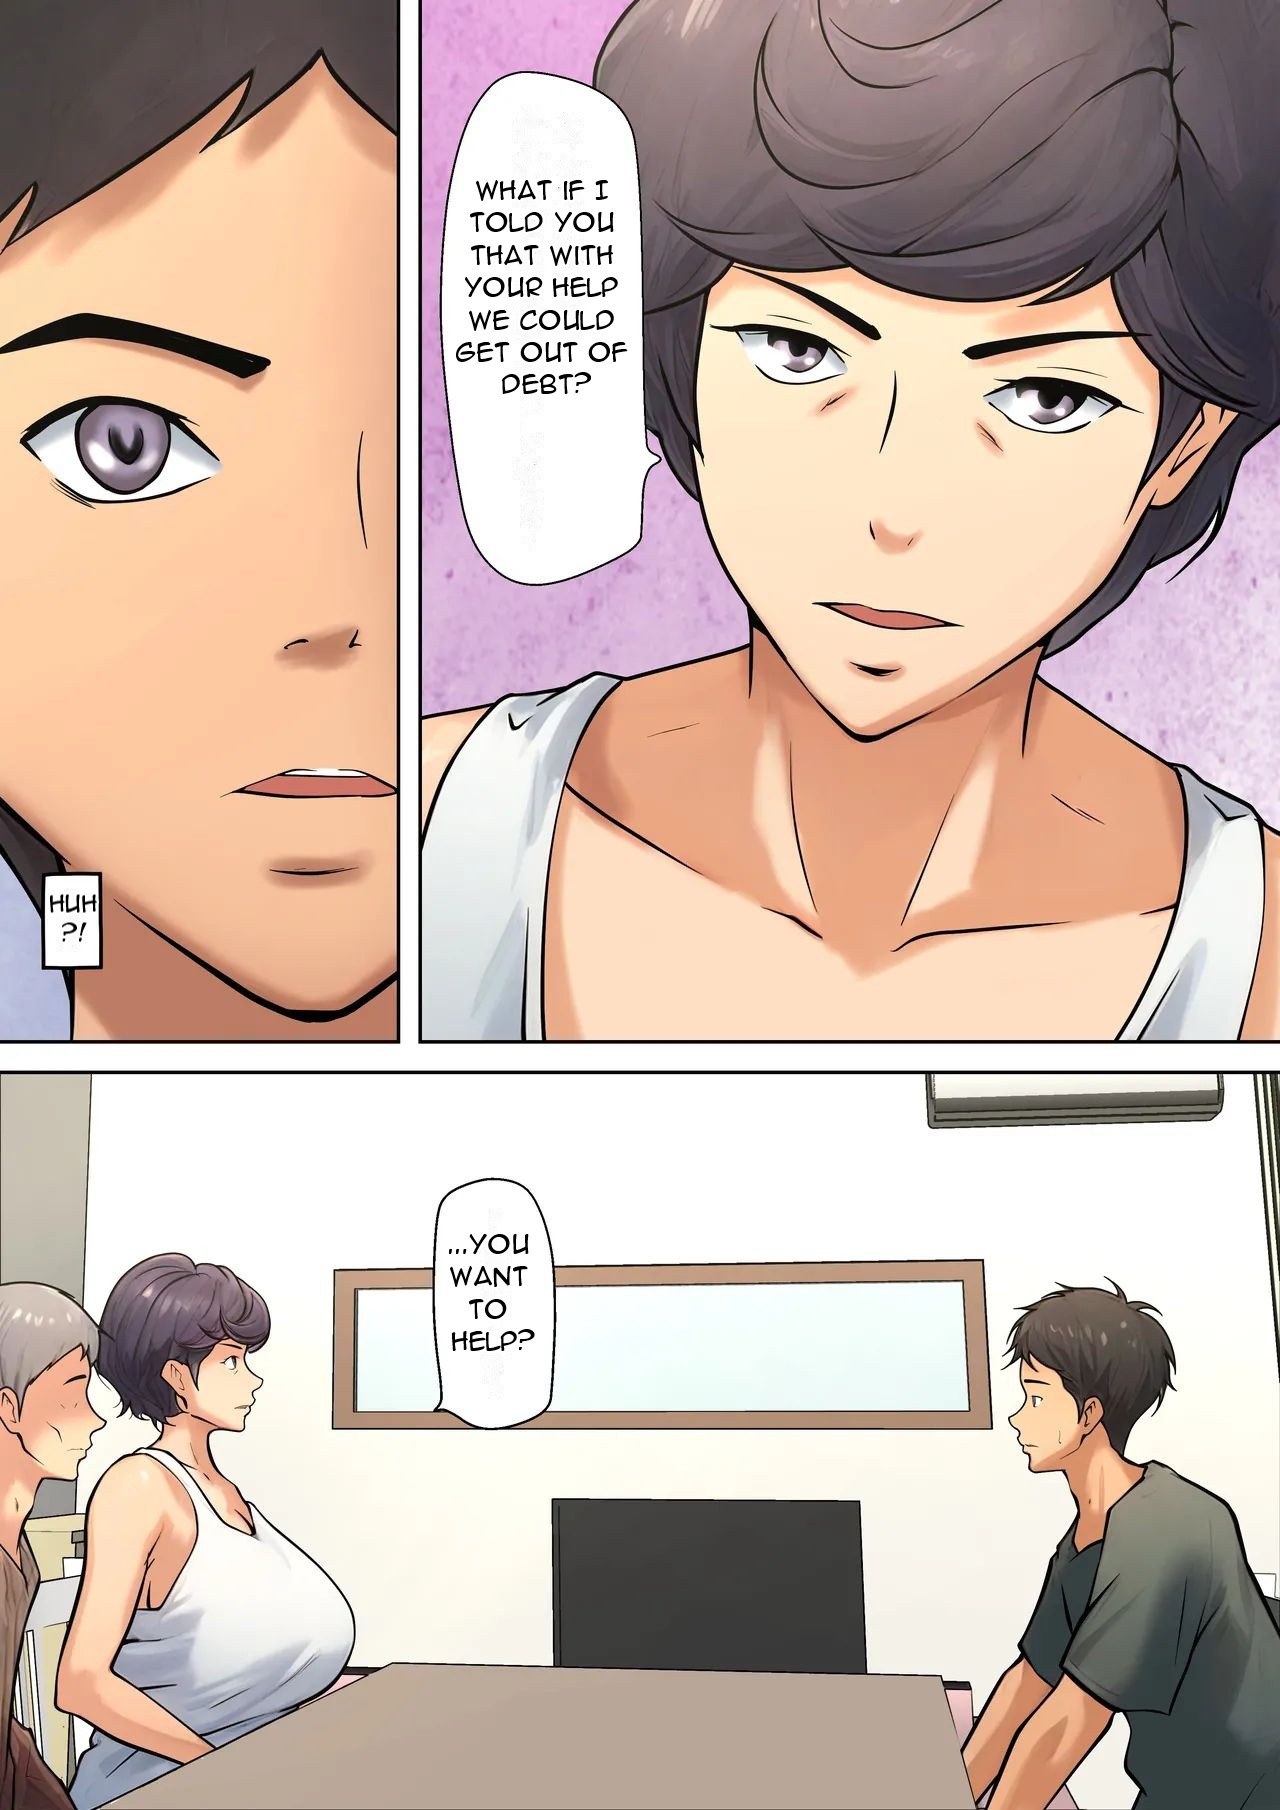 WHAT IF I
TOLD YOU
THAT WITH
YOUR HELP
WE COULD
GET OUT OF
DEBT?
HUH
?!
...YOU
WANT
TO
HELP?